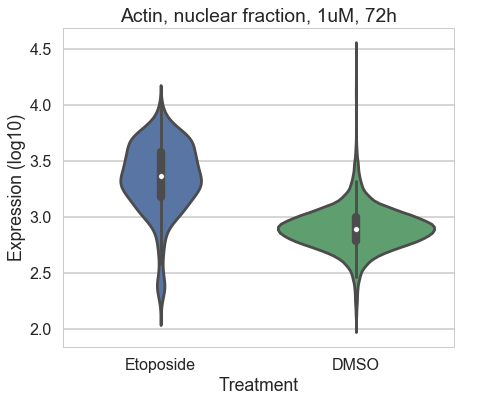 Actin, nuclear fraction, 1uM, 72h
Expression (log10)
4.5
4.0
3.5
3.0
2.5
2.0
Etoposide DMSO
Treatment